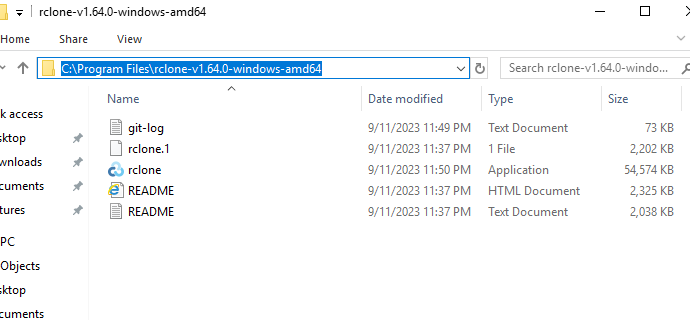 rclone-v1.64.0-windows-amd64
Home Share View
C:\Program Files\rclone-v1.64.0-windows-amd64 Search rclone-v1.64.0-windo...
Name Date modified Type Size
k access
sktop
wnloads
cuments
tures
PC
Objects
sktop
cuments
git-log 9/11/2023 11:49 PM Text Document 73 KB
rclone.1 9/11/2023 11:37 PM 1 File 2,202 KB
rclone 9/11/2023 11:50 PM Application 54,574 KB
README 9/11/2023 11:37 PM HTML Document 2,325 KB
README 9/11/2023 11:37 PM Text Document 2,038 KB